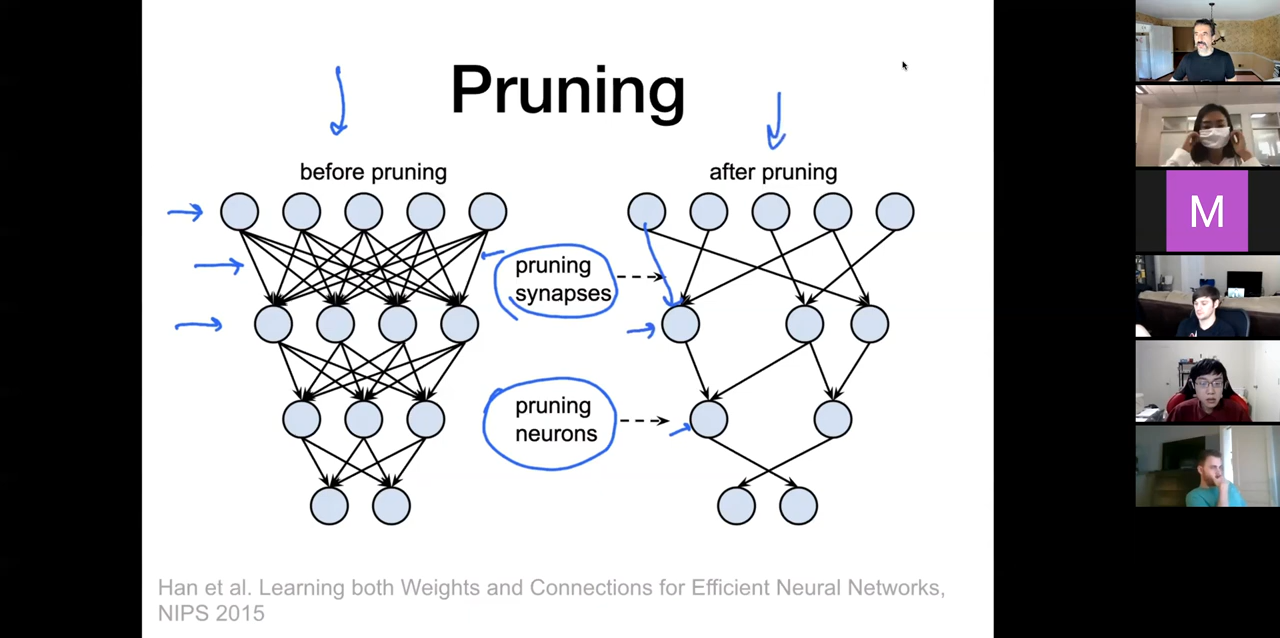 Pruning
before pruning
after pruning
pruning
synapses
pruning
neurons
Han et al. Learning both Weights and Connections for Efficient Neural Networks,
NIPS 2015
M